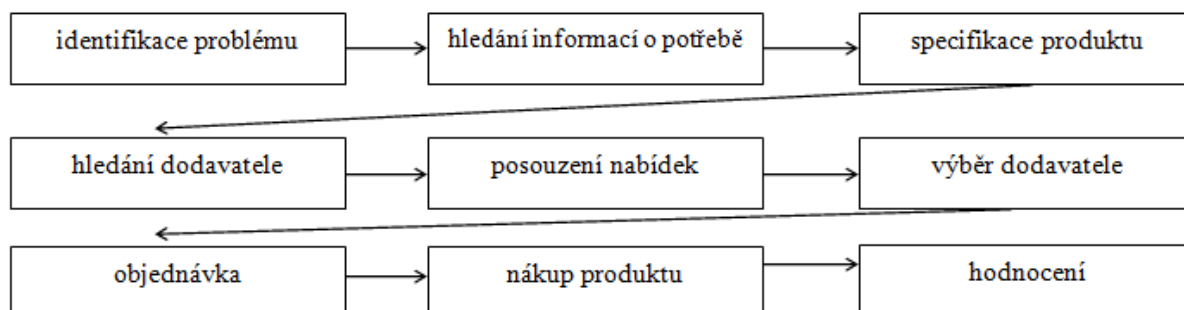 identifikace problému
hledání informací o potřebě
specifikace produktu
hledání dodavatele
posouzení nabídek
výběr dodavatele
objednávka
nákup produktu
hodnocení